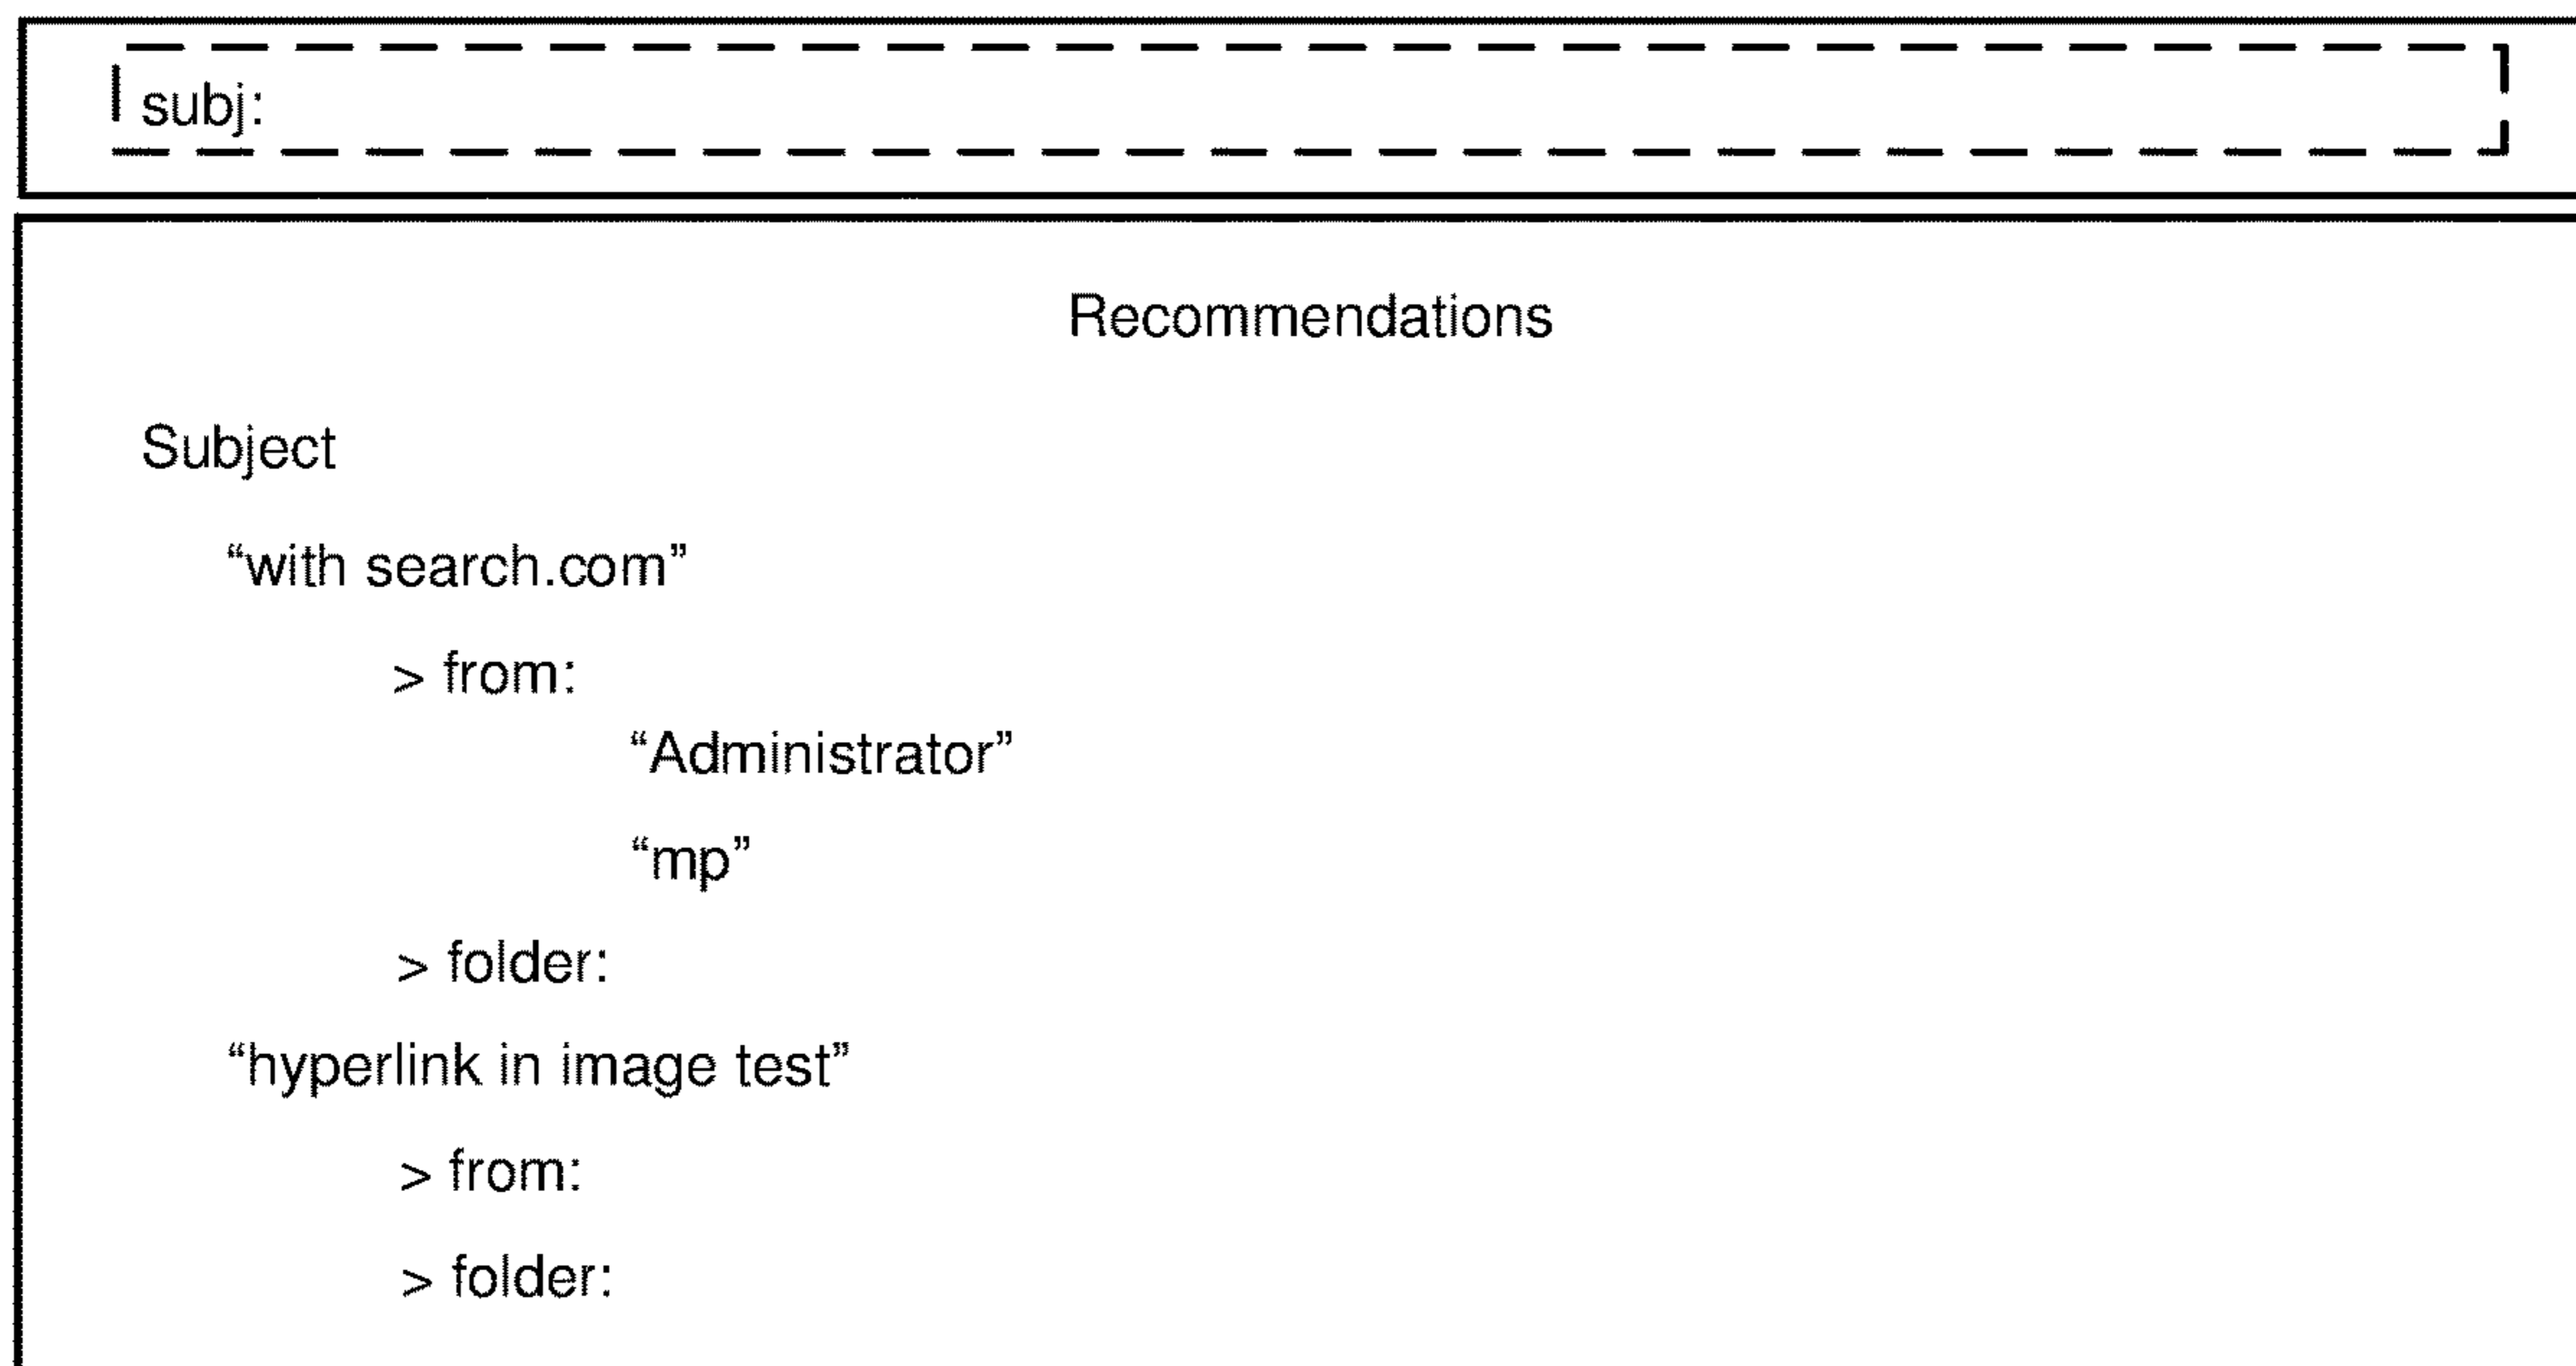 subj:
Recommendations
Subject
“with search.com”
> from:
“Administrator”
“mp”
> folder:
“hyperlink in image test”
> from:
> folder: